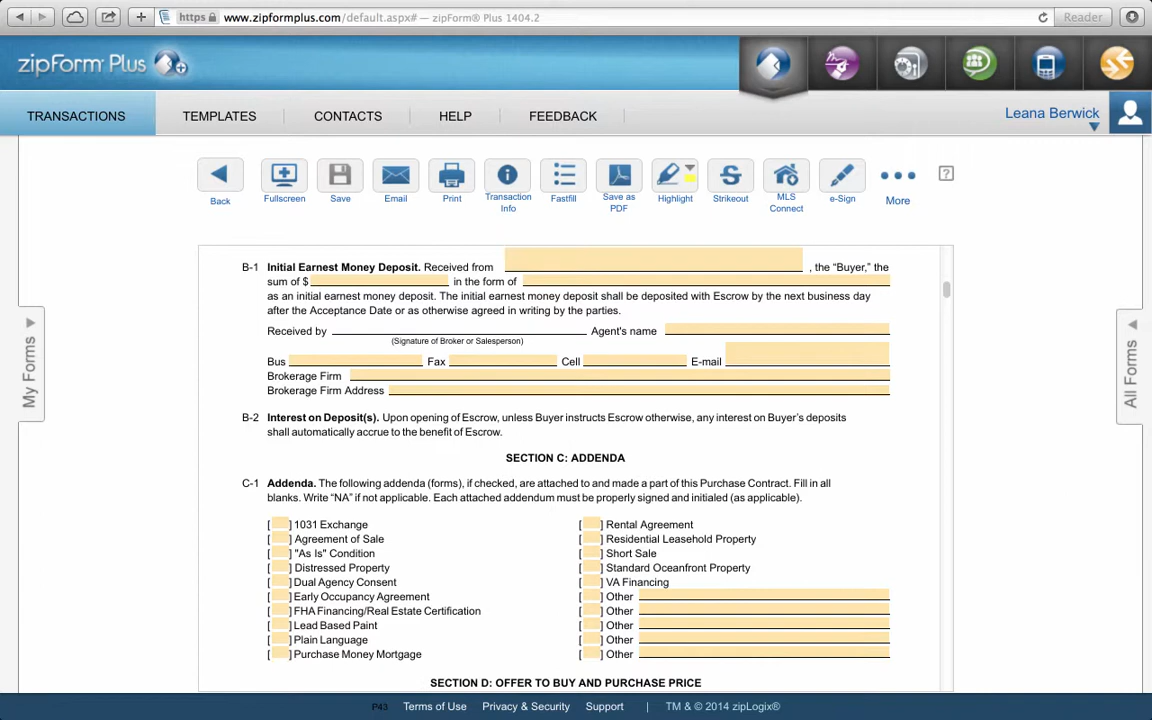 https www.zipformplus.com/default.aspx# — zipForm® Plus 1404.2 Reader
zipForm Plus
TRANSACTIONS TEMPLATES CONTACTS HELP FEEDBACK Leana Berwick
Back Fullscreen Save Email Print Transaction Info Fastfill Save as PDF Highlight Strikeout MLS Connect e-Sign More ?
My Forms
All Forms
B-1 Initial Earnest Money Deposit. Received from , the “Buyer,” the
sum of $ in the form of
as an initial earnest money deposit. The initial earnest money deposit shall be deposited with Escrow by the next business day
after the Acceptance Date or as otherwise agreed in writing by the parties.
Received by Agent's name
(Signature of Broker or Salesperson)
Bus Fax Cell E-mail
Brokerage Firm
Brokerage Firm Address
B-2 Interest on Deposit(s). Upon opening of Escrow, unless Buyer instructs Escrow otherwise, any interest on Buyer’s deposits
shall automatically accrue to the benefit of Escrow.
SECTION C: ADDENDA
C-1 Addenda. The following addenda (forms), if checked, are attached to and made a part of this Purchase Contract. Fill in all
blanks. Write “NA” if not applicable. Each attached addendum must be properly signed and initialed (as applicable).
[ ] 1031 Exchange [ ] Rental Agreement
[ ] Agreement of Sale [ ] Residential Leasehold Property
[ ] "As Is" Condition [ ] Short Sale
[ ] Distressed Property [ ] Standard Oceanfront Property
[ ] Dual Agency Consent [ ] VA Financing
[ ] Early Occupancy Agreement [ ] Other
[ ] FHA Financing/Real Estate Certification [ ] Other
[ ] Lead Based Paint [ ] Other
[ ] Plain Language [ ] Other
[ ] Purchase Money Mortgage [ ] Other
SECTION D: OFFER TO BUY AND PURCHASE PRICE
P43 Terms of Use Privacy & Security Support | TM & © 2014 zipLogix®